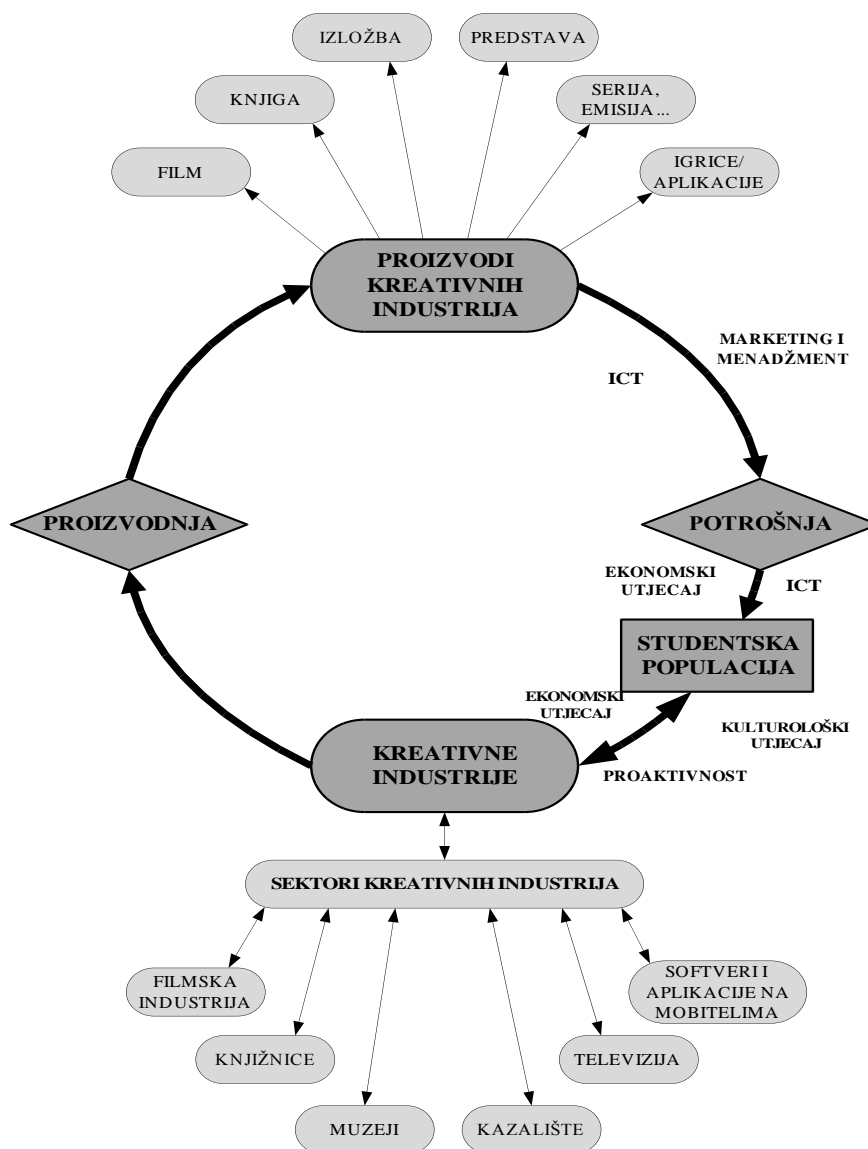 IZLOŽBA
PREDSTAVA
KNJIGA
SERIJA,
EMISIJA ...
FILM
IGRICE/
APLIKACIJE
PROIZVODI
KREATIVNIH
INDUSTRIJA
MARKETING I
MENADŽMENT
ICT
PROIZVODNJA
POTROŠNJA
EKONOMSKI
UTJECAJ
ICT
STUDENTSKA
POPULACIJA
EKONOMSKI
UTJECAJ
KULTUROLOŠKI
UTJECAJ
KREATIVNE
INDUSTRIJE
PROAKTIVNOST
SEKTORI KREATIVNIH INDUSTRIJA
FILMSKA
INDUSTRIJA
SOFTVERI I
APLIKACIJE NA
MOBITELIMA
KNJIŽNICE
TELEVIZIJA
MUZEJI
KAZALIŠTE